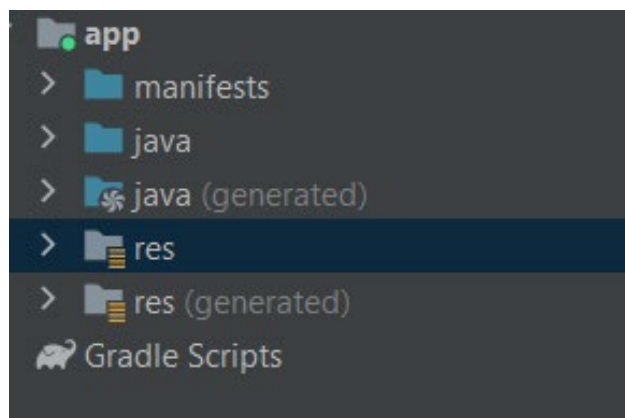 app
manifests
java
java (generated)
res
res (generated)
Gradle Scripts